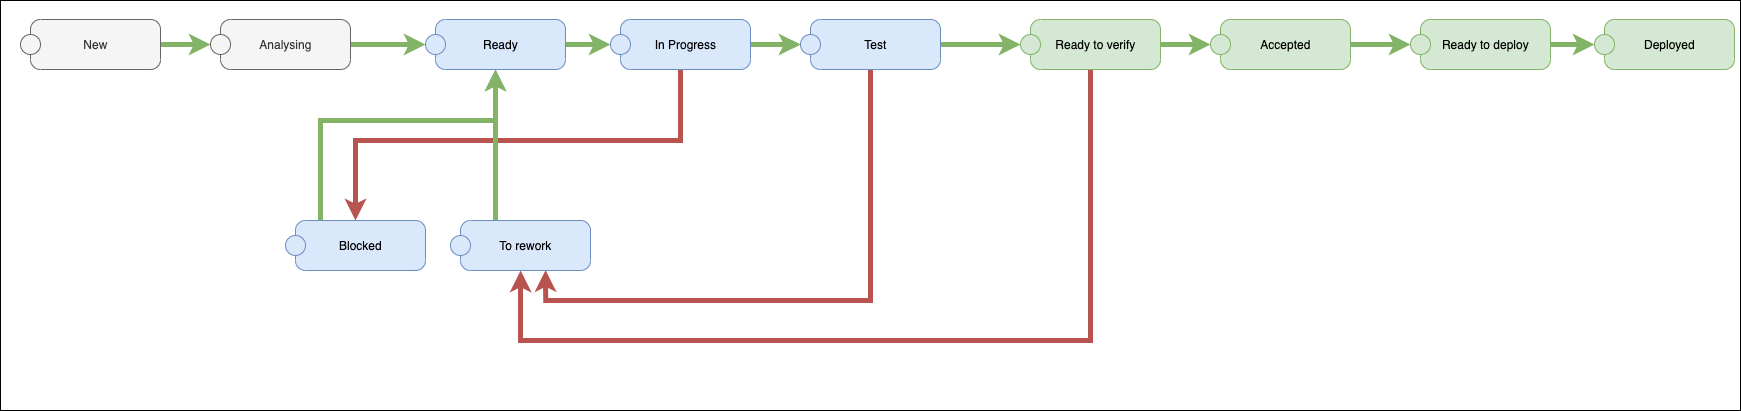 New
Analysing
Ready
In Progress
Test
Ready to verify
Accepted
Ready to deploy
Deployed
Blocked
To rework